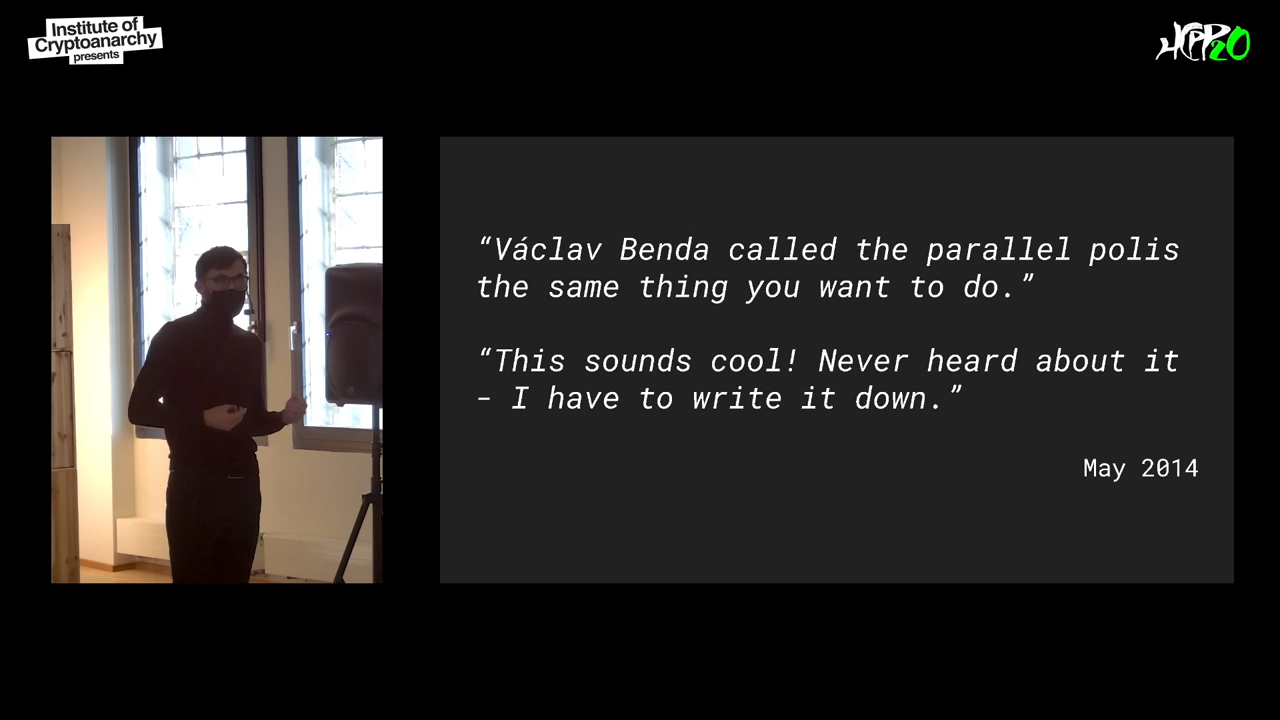 Institute of
Cryptoanarchy
presents
HCPP20
“Václav Benda called the parallel polis
the same thing you want to do.”
“This sounds cool! Never heard about it
- I have to write it down.”
May 2014